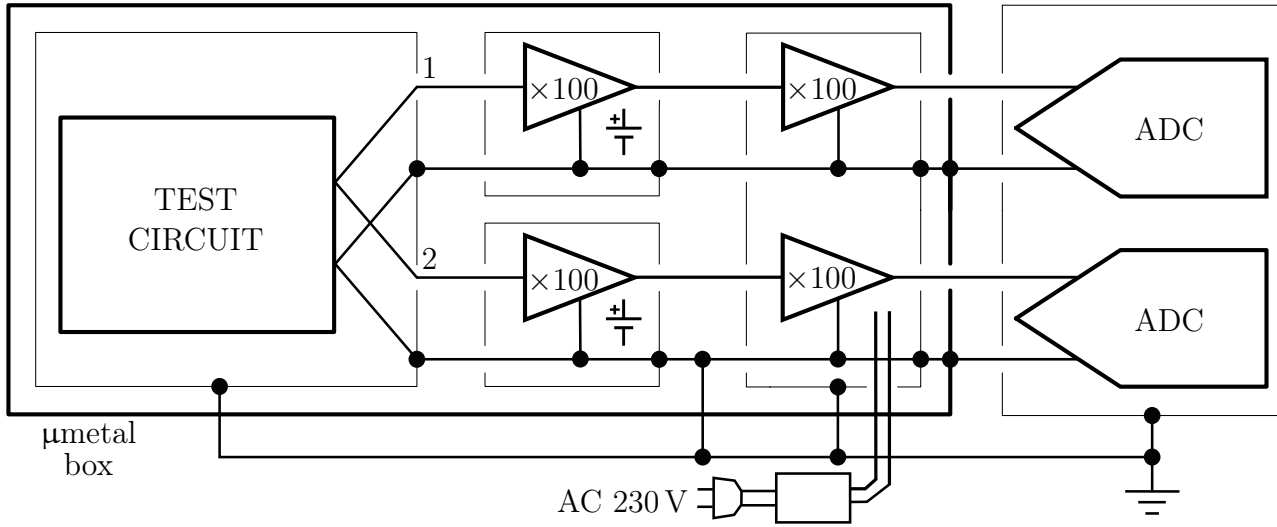 1
×100
×100
ADC
+
TEST
CIRCUIT
2
×100
×100
ADC
+
µmetal
box
AC 230 V